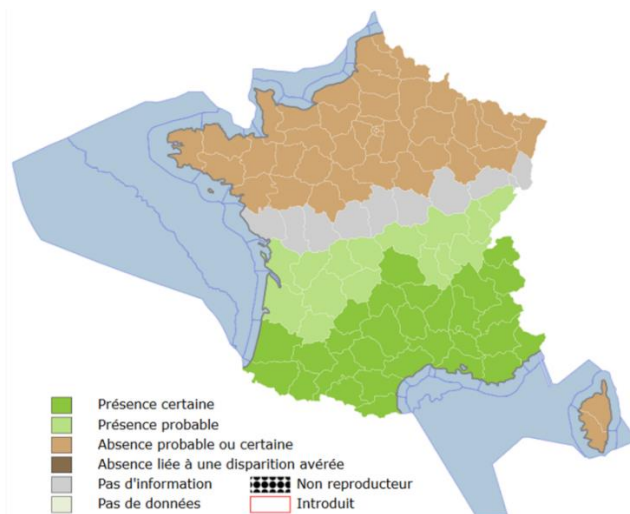 Présence certaine
Présence probable
Absence probable ou certaine
Absence liée à une disparition avérée
Pas d'information
Non reproducteur
Pas de données
Introduit